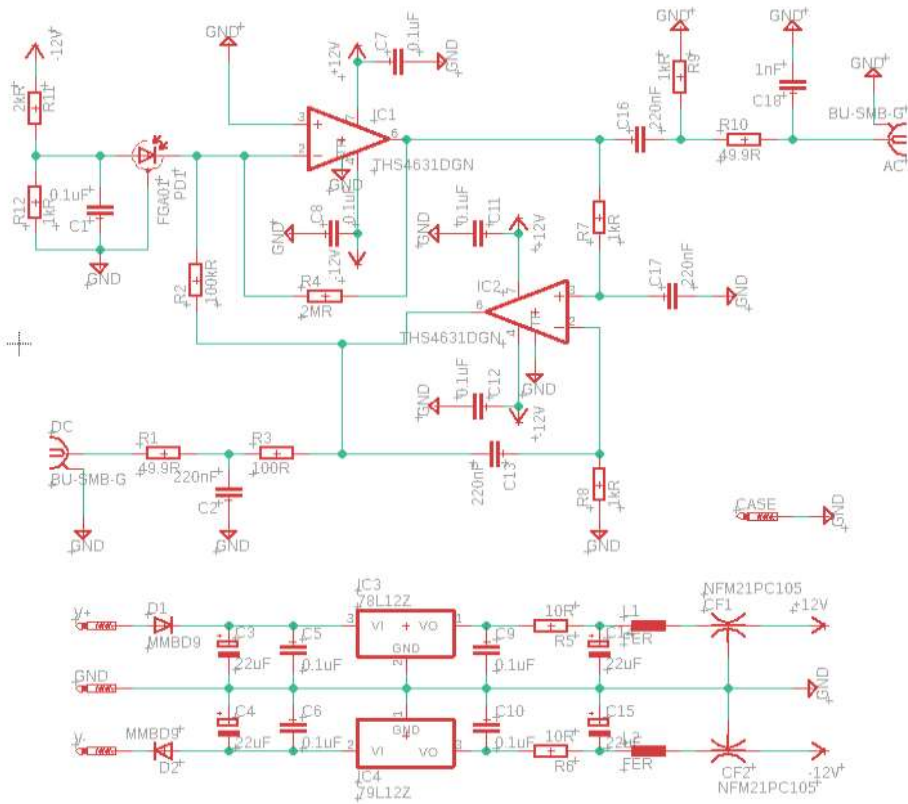 -12V
2kR
R11
R12
1kR
0.1uF
C1
GND
FGA01
PD1
GND
+12V
C7
0.1uF
GND
IC1
3
2
7
6
4
THS4631DGN
GND
GND
C8
0.1uF
-12V
R4
2MR
R2
100kR
GND
0.1uF
C11
+12V
IC2
7
6
3
2
4
THS4631DGN
GND
GND
0.1uF
C12
-12V
C16
220nF
GND
1kR
R9
GND
1nF
C18
R10
49.9R
GND
BU-SMB-G
AC
R7
1kR
C17
220nF
GND
DC
BU-SMB-G
GND
R1
49.9R
220nF
C2
GND
R3
100R
220nF
C13
R8
1kR
GND
CASE
GND
V+
D1
MMBD9
C3
22uF
C5
0.1uF
IC3
78L12Z
3
VI
VO
1
GND
2
C9
0.1uF
10R
R5
22uF
L1
FER
NFM21PC105
CF1
+12V
GND
GND
V-
MMBD9
D2
C4
22uF
C6
0.1uF
1
GND
2
VI
VO
3
IC4
79L12Z
C10
0.1uF
10R
R6
C15
22uF
L2
FER
CF2
NFM21PC105
-12V